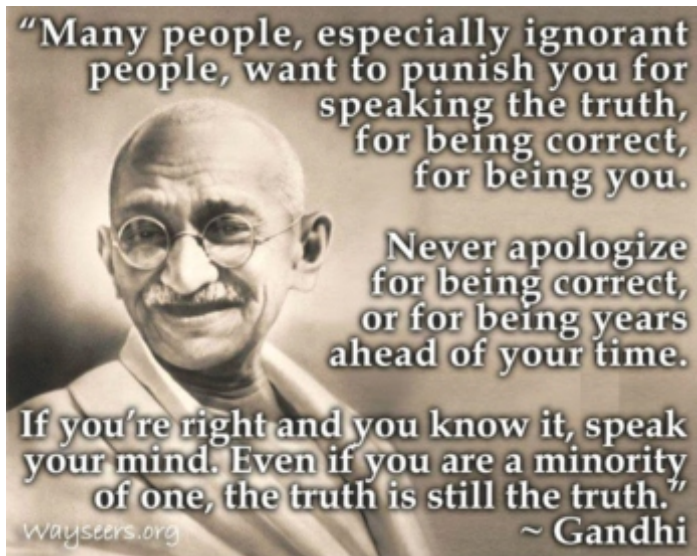 “Many people, especially ignorant
people, want to punish you for
speaking the truth,
for being correct,
for being you.
Never apologize
for being correct,
or for being years
ahead of your time.
If you’re right and you know it, speak
your mind. Even if you are a minority
of one, the truth is still the truth.”
~ Gandhi
Wayseers.org